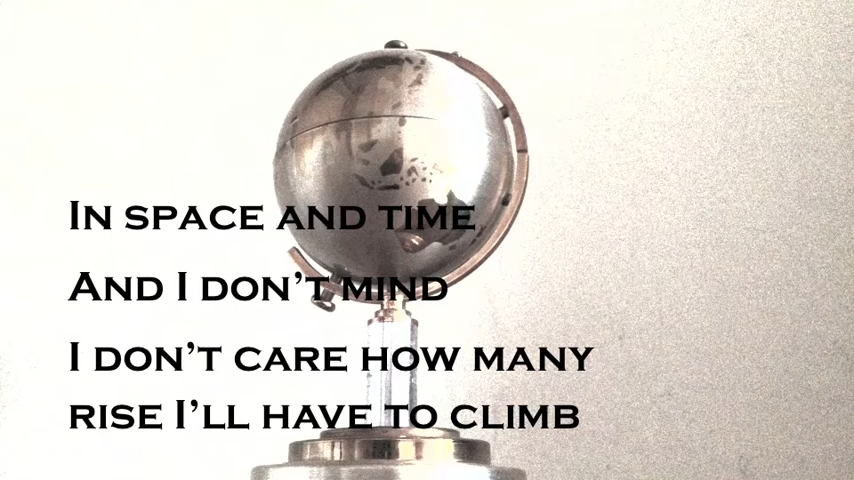 In space and time
And I don't mind
I don't care how many
rise I'll have to climb